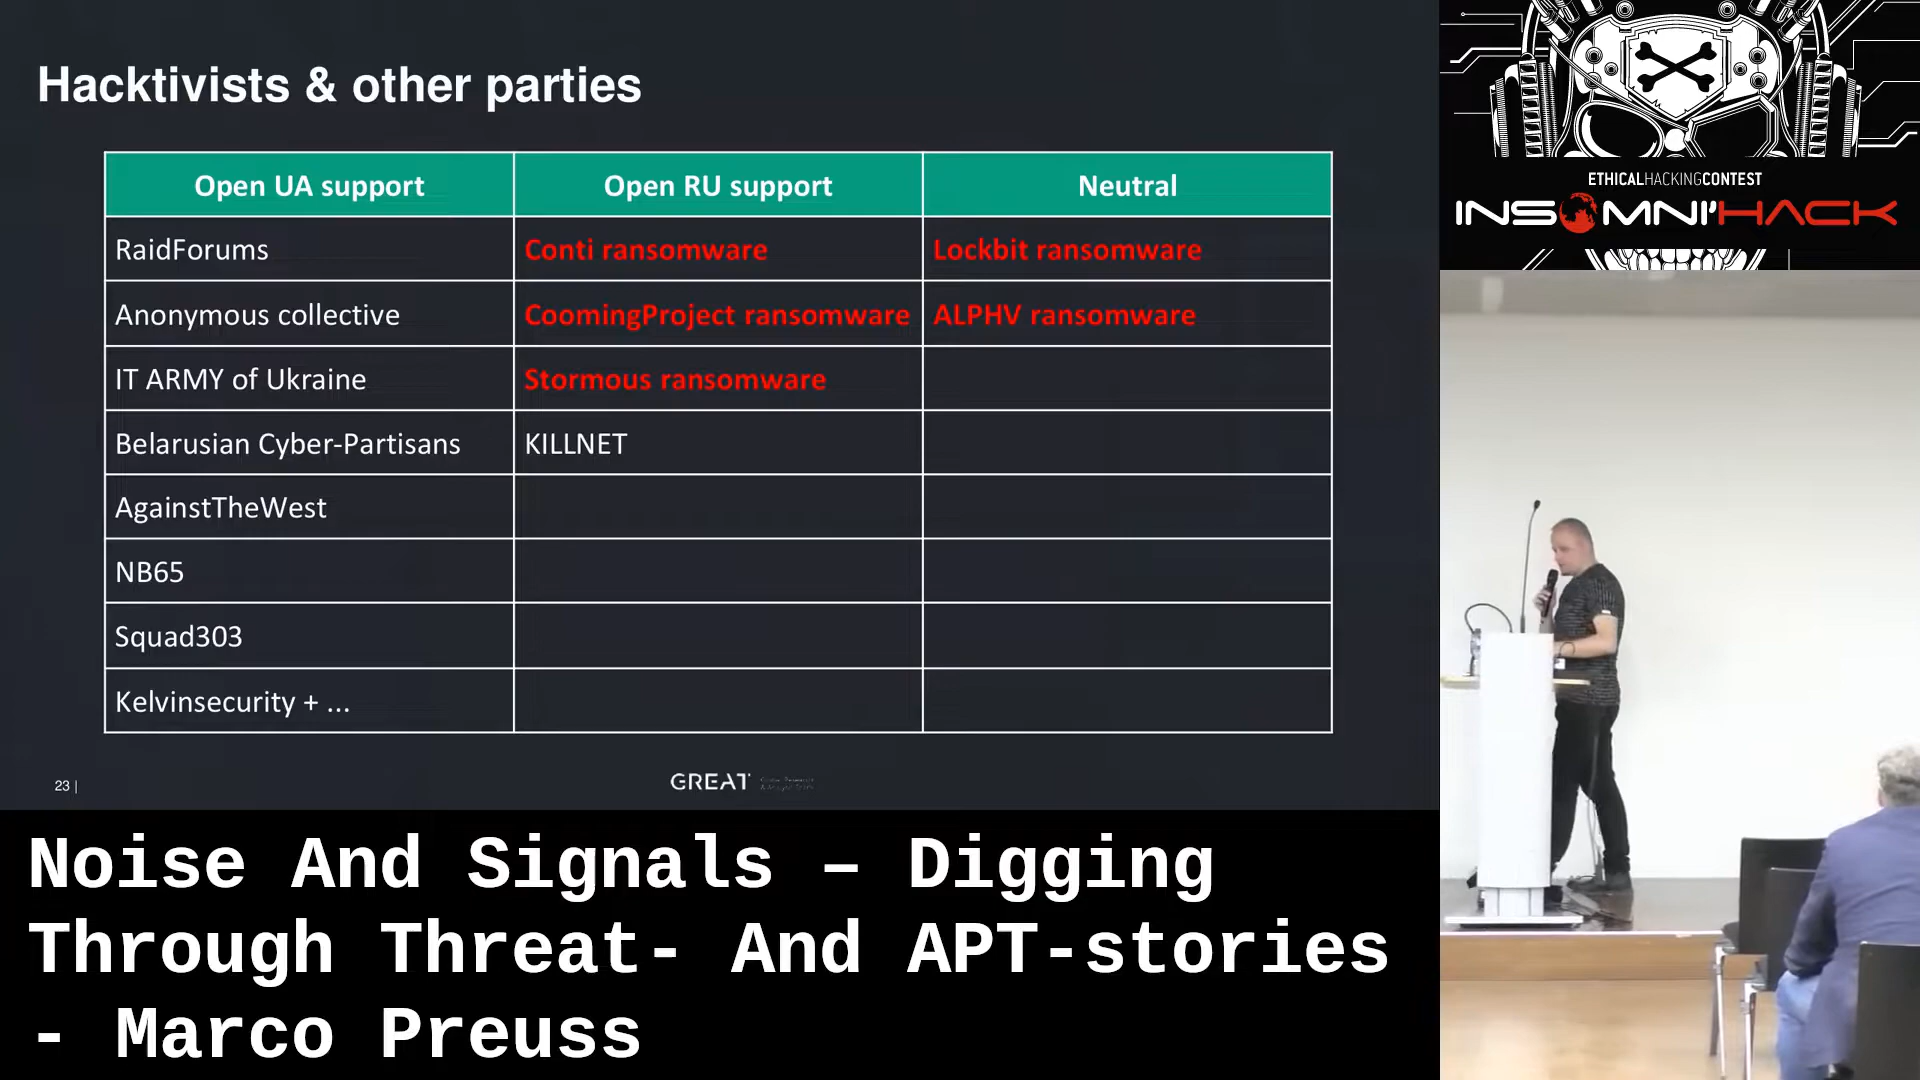 Hacktivists & other parties
Open UA support Open RU support Neutral
RaidForums Conti ransomware Lockbit ransomware
Anonymous collective CoomingProject ransomware ALPHV ransomware
IT ARMY of Ukraine Stormous ransomware
Belarusian Cyber-Partisans KILLNET
AgainstTheWest
NB65
Squad303
Kelvinsecurity + ...
23 |
GREAT
ETHICALHACKINGCONTEST
INSOMNI'HACK
Noise And Signals – Digging
Through Threat- And APT-stories
- Marco Preuss